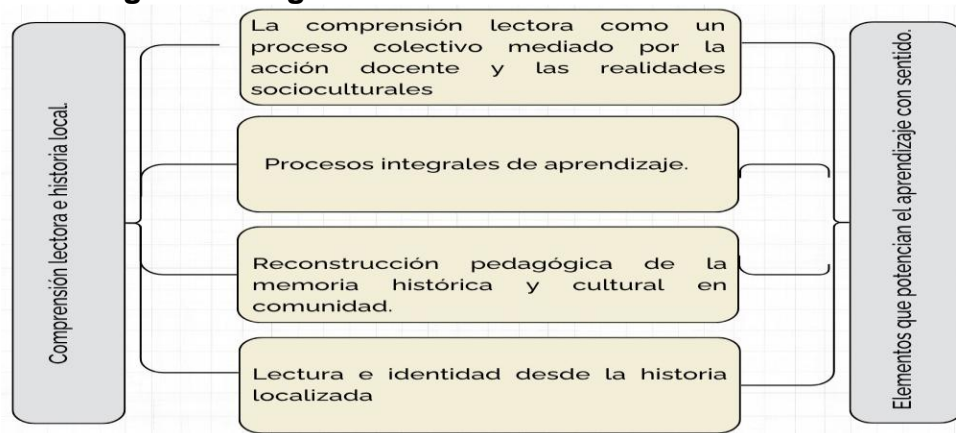 Comprensión lectora e historia local.
La comprensión lectora como un
proceso colectivo mediado por la
acción docente y las realidades
socioculturales
Procesos integrales de aprendizaje.
Reconstrucción pedagógica de la
memoria histórica y cultural en
comunidad.
Lectura e identidad desde la historia
localizada
Elementos que potencian el aprendizaje con sentido.